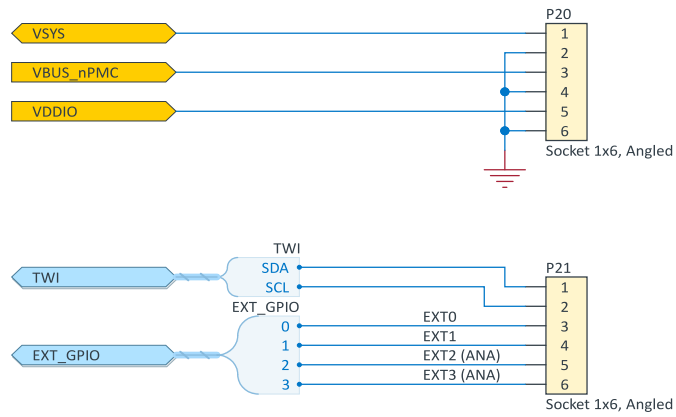 P20
VSYS 1
2
VBUS_nPMC 3
4
VDDIO 5
6
Socket 1x6, Angled
TWI
SDA
TWI
SCL
P21
1
2
EXT_GPIO
0 EXT0 3
1 EXT1 4
EXT_GPIO
2 EXT2 (ANA) 5
3 EXT3 (ANA) 6
Socket 1x6, Angled